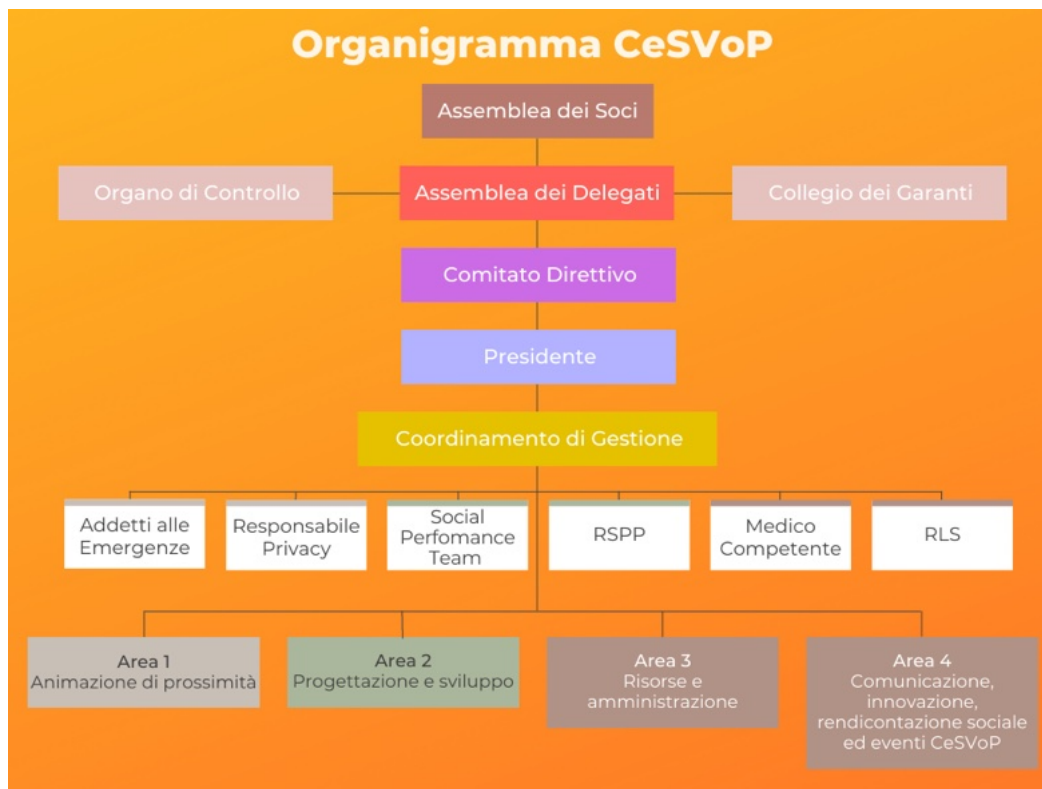 Organigramma CeSVoP
Assemblea dei Soci
Organo di Controllo
Assemblea dei Delegati
Collegio dei Garanti
Comitato Direttivo
Presidente
Coordinamento di Gestione
Addetti alle
Emergenze
Responsabile
Privacy
Social
Perfomance
Team
RSPP
Medico
Competente
RLS
Area 1
Animazione di prossimità
Area 2
Progettazione e sviluppo
Area 3
Risorse e
amministrazione
Area 4
Comunicazione,
innovazione,
rendicontazione sociale
ed eventi CeSVoP